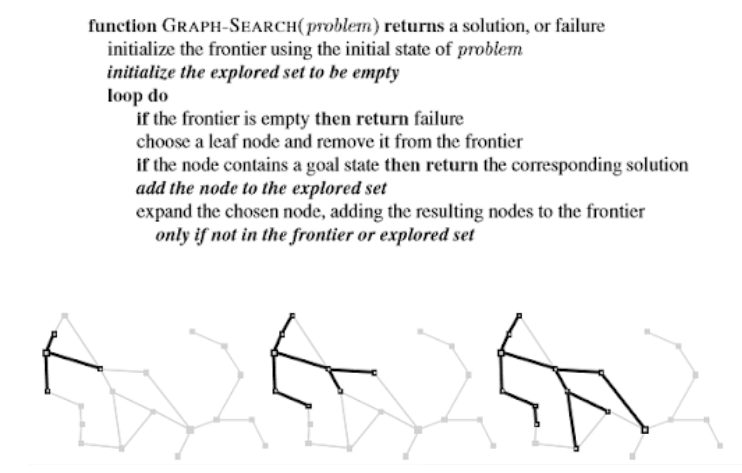 function GRAPH-SEARCH(problem) returns a solution, or failure
initialize the frontier using the initial state of problem
initialize the explored set to be empty
loop do
if the frontier is empty then return failure
choose a leaf node and remove it from the frontier
if the node contains a goal state then return the corresponding solution
add the node to the explored set
expand the chosen node, adding the resulting nodes to the frontier
only if not in the frontier or explored set